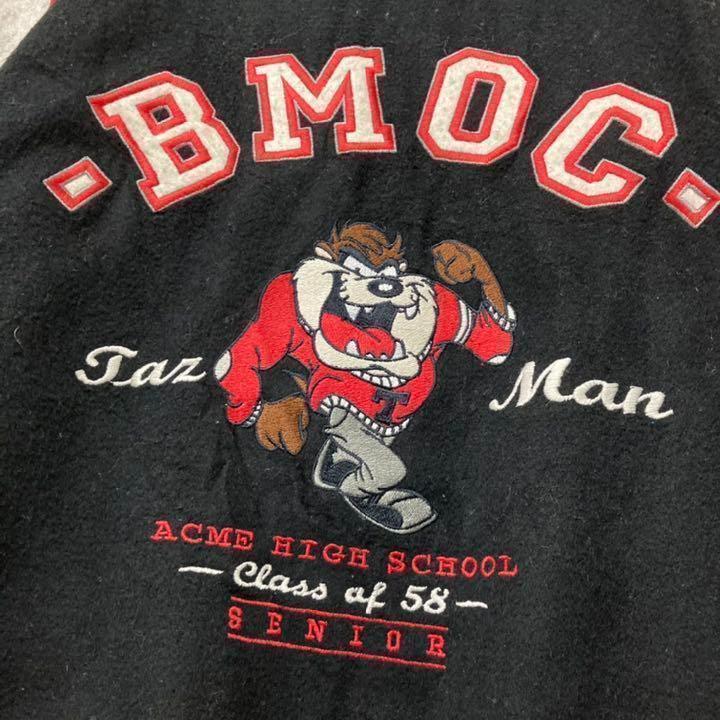 ·BMOC·
Taz Man
T
ACME HIGH SCHOOL
—Class of 58—
SENIOR